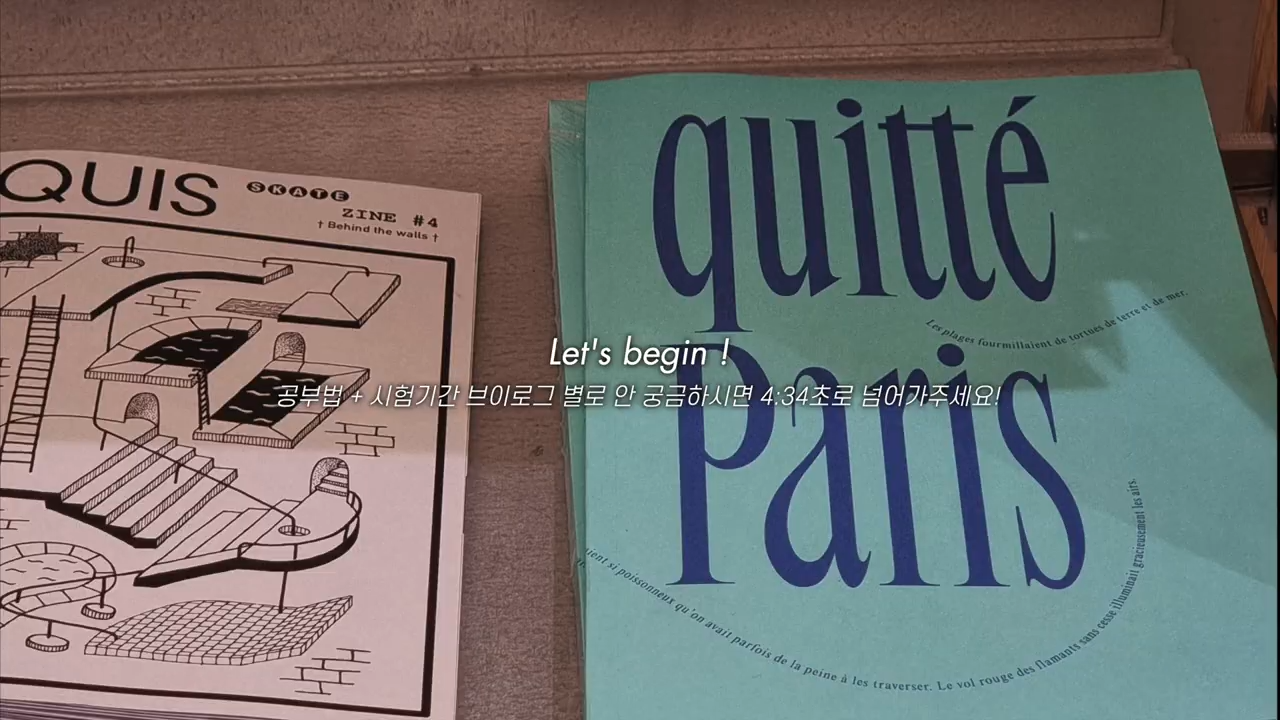 QUIS SKATE
ZINE #4
† Behind the walls †
quitté
Les plages fourmillaient de tortues de terre et de mer.
Let's begin !
공부법 + 시험기간 브이로그 별로 안 궁금하시면 4:34초로 넘어가주세요!
Paris
si poissonneux qu'on avait parfois de la peine à les traverser. Le vol rouge des flamants sans cesse illuminait gracieusement les airs.